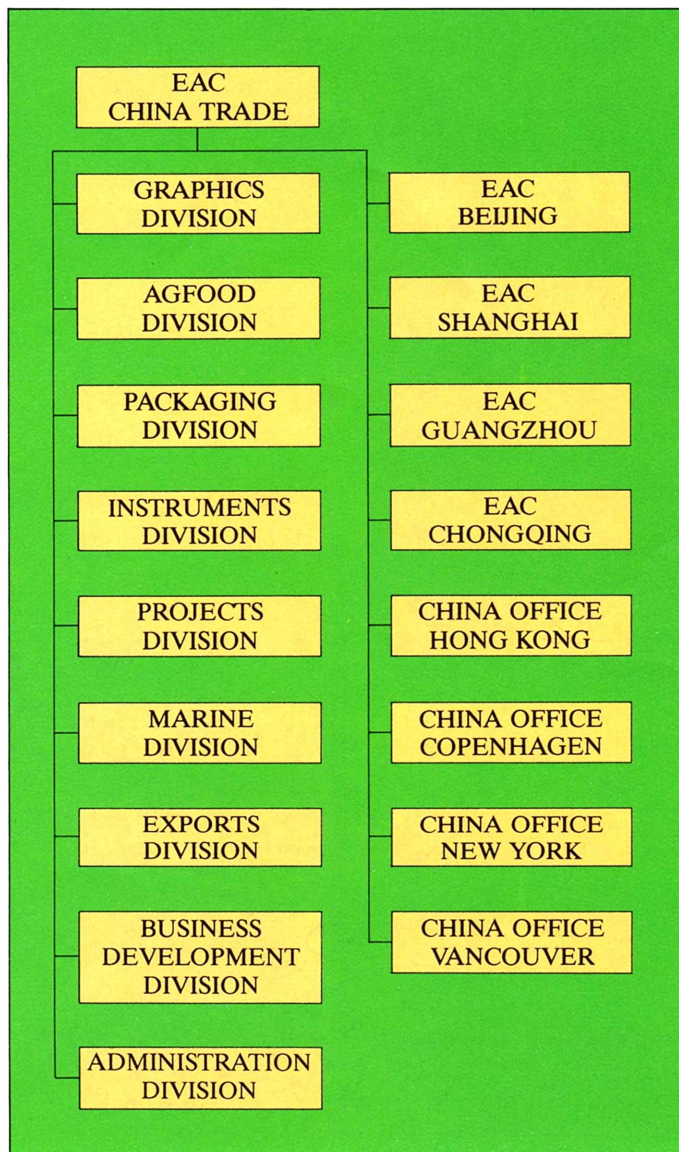 EAC
CHINA TRADE
GRAPHICS
DIVISION
AGFOOD
DIVISION
PACKAGING
DIVISION
INSTRUMENTS
DIVISION
PROJECTS
DIVISION
MARINE
DIVISION
EXPORTS
DIVISION
BUSINESS
DEVELOPMENT
DIVISION
ADMINISTRATION
DIVISION
EAC
BEIJING
EAC
SHANGHAI
EAC
GUANGZHOU
EAC
CHONGQING
CHINA OFFICE
HONG KONG
CHINA OFFICE
COPENHAGEN
CHINA OFFICE
NEW YORK
CHINA OFFICE
VANCOUVER